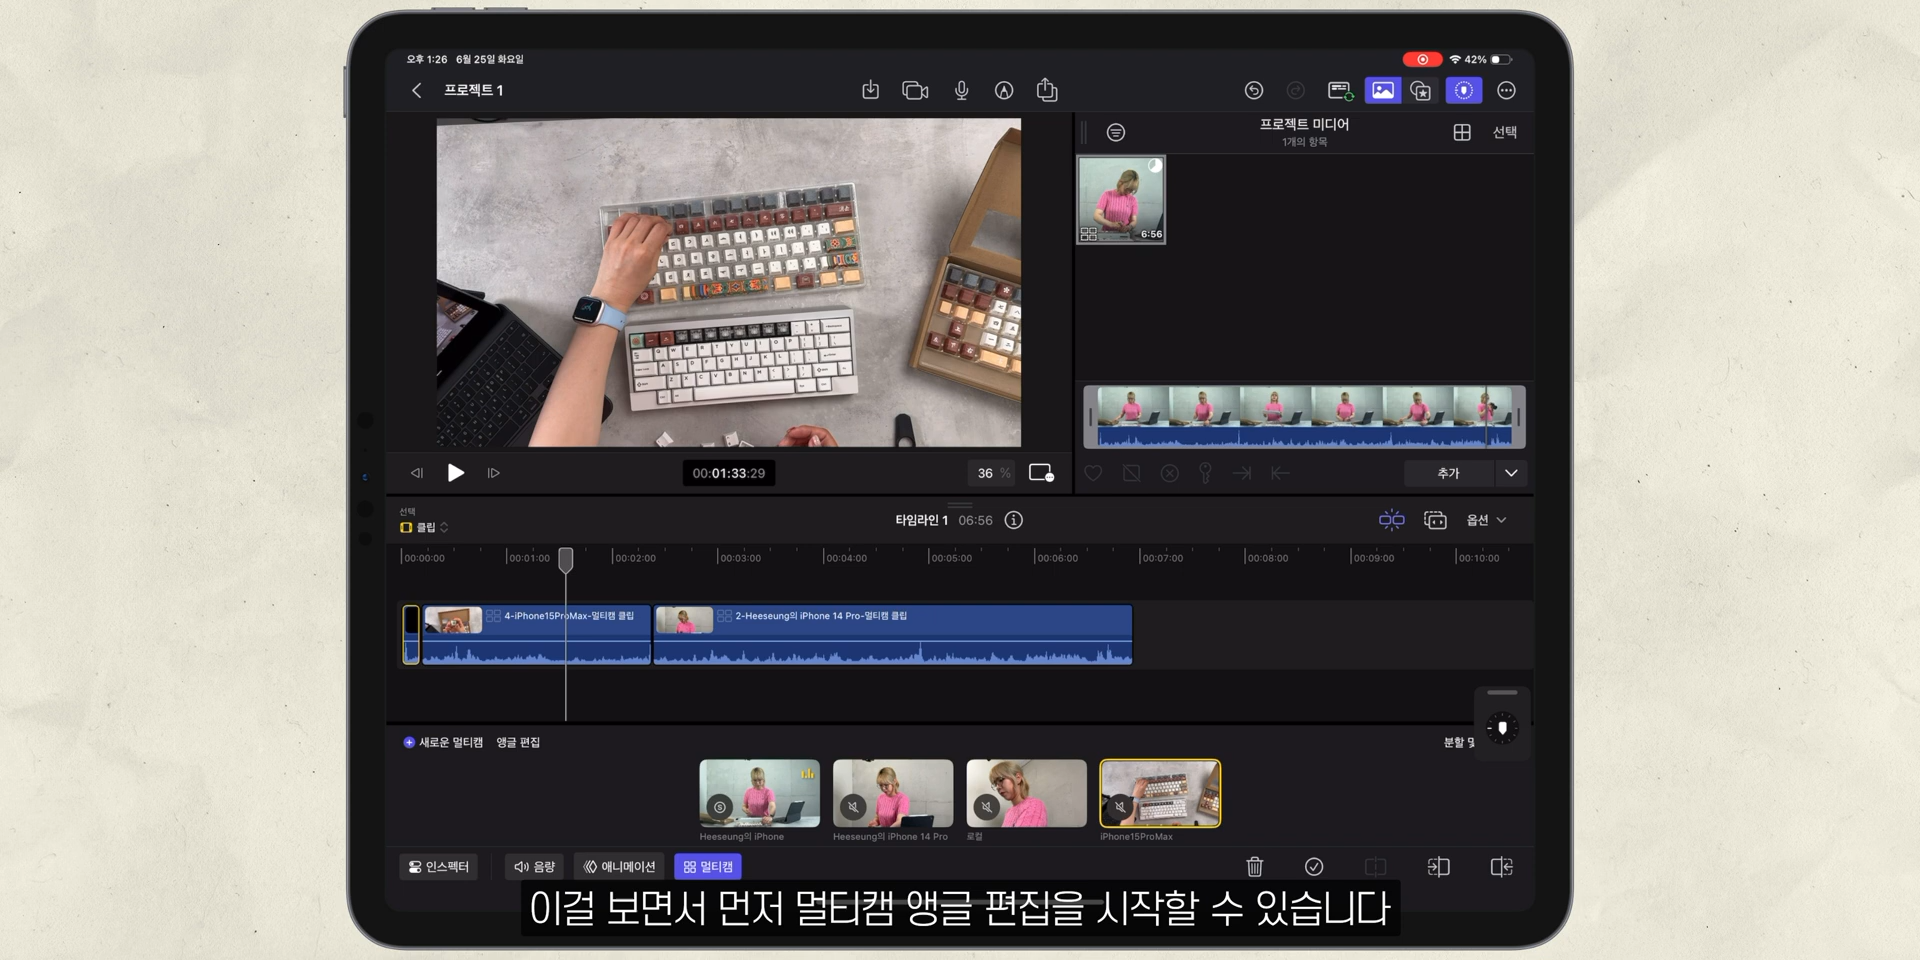 오후 1:26 6월 25일 화요일
42%
프로젝트 1
프로젝트 미디어
1개의 항목
선택
6:56
00:01:33:29
36 %
추가
선택
클립
타임라인 1 06:56
옵션
00:00:00 00:01:00 00:02:00 00:03:00 00:04:00 00:05:00 00:06:00 00:07:00 00:08:00 00:09:00 00:10:00
4-iPhone15ProMax-멀티캠 클립
2-Heeseung의 iPhone 14 Pro-멀티캠 클립
새로운 멀티캠 앵글 편집
분할 및
Heeseung의 iPhone
Heeseung의 iPhone 14 Pro
로컬
iPhone15ProMax
인스펙터
음량
애니메이션
멀티캠
이걸 보면서 먼저 멀티캠 앵글 편집을 시작할 수 있습니다